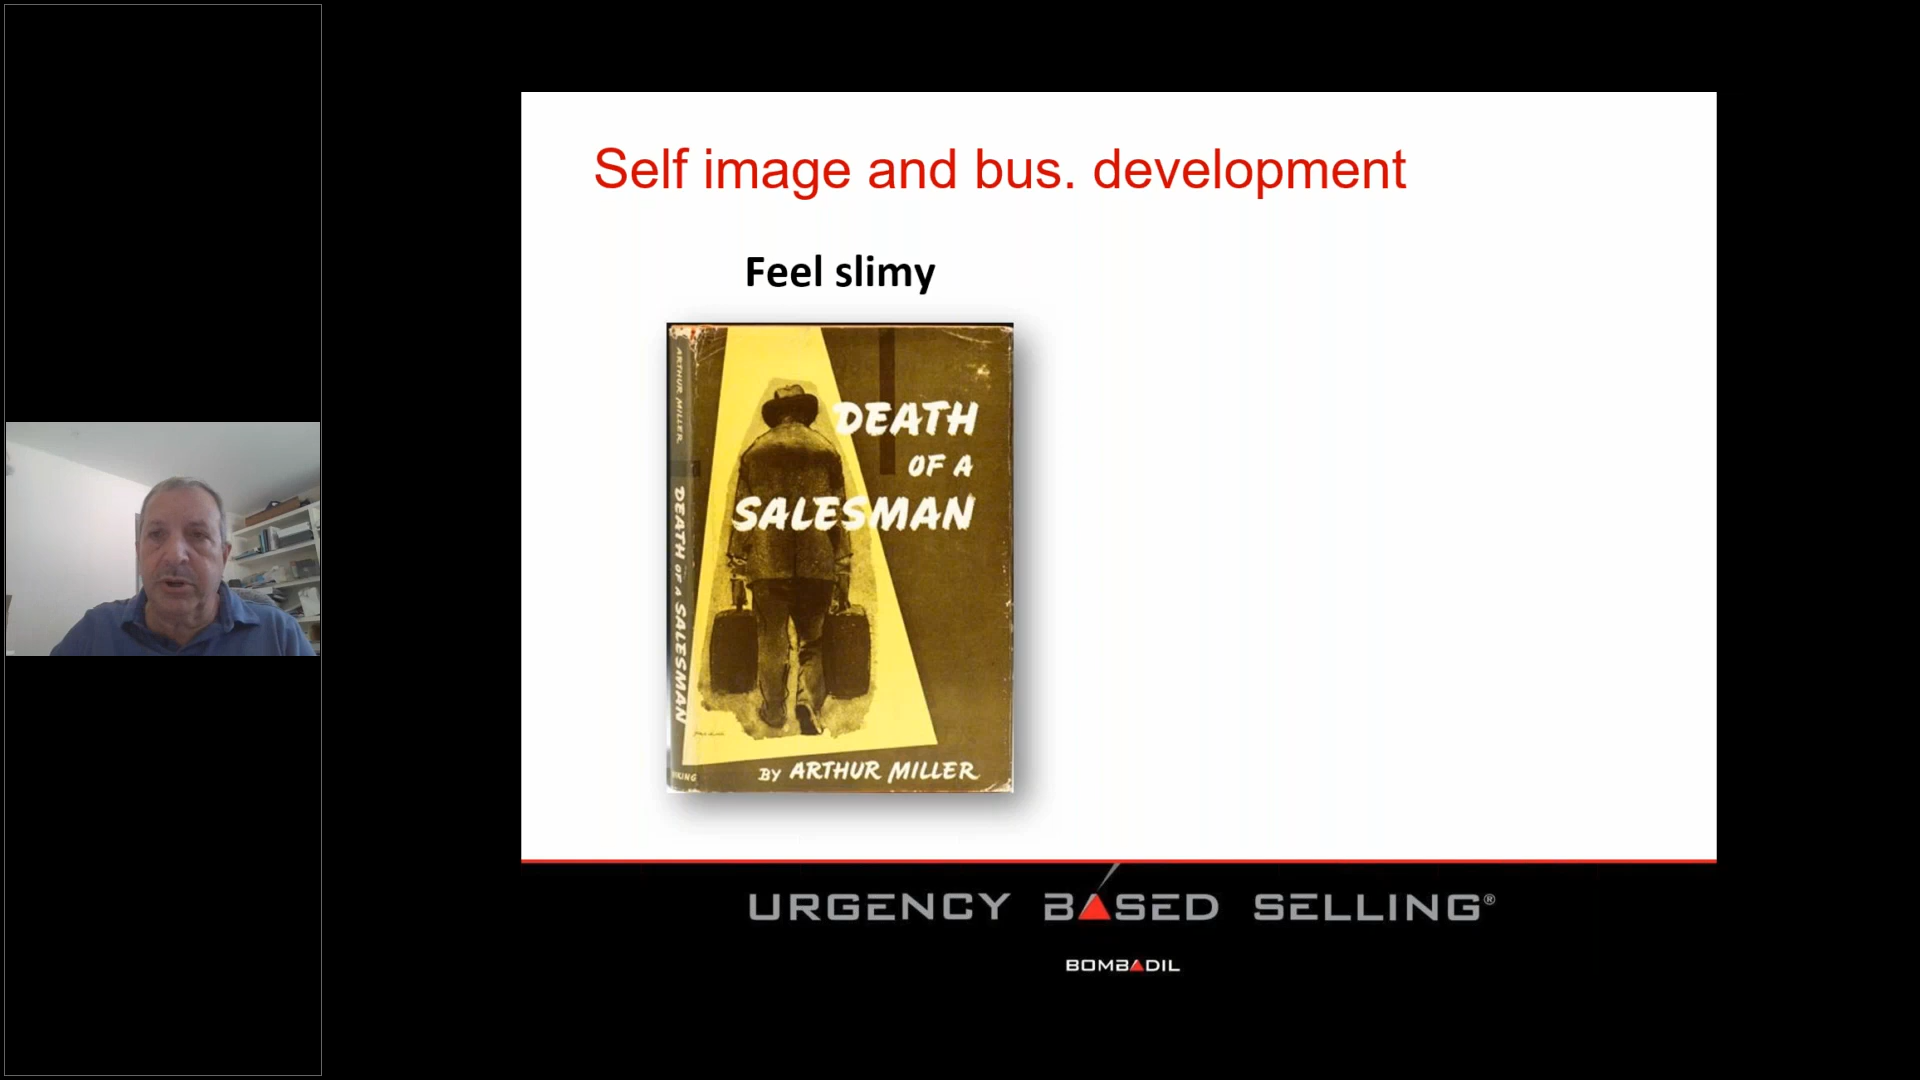 Self image and bus. development
Feel slimy
ARTHUR MILLER
DEATH OF A SALESMAN
VIKING
DEATH
OF A
SALESMAN
BY ARTHUR MILLER
URGENCY BASED SELLING®
BOMBADIL